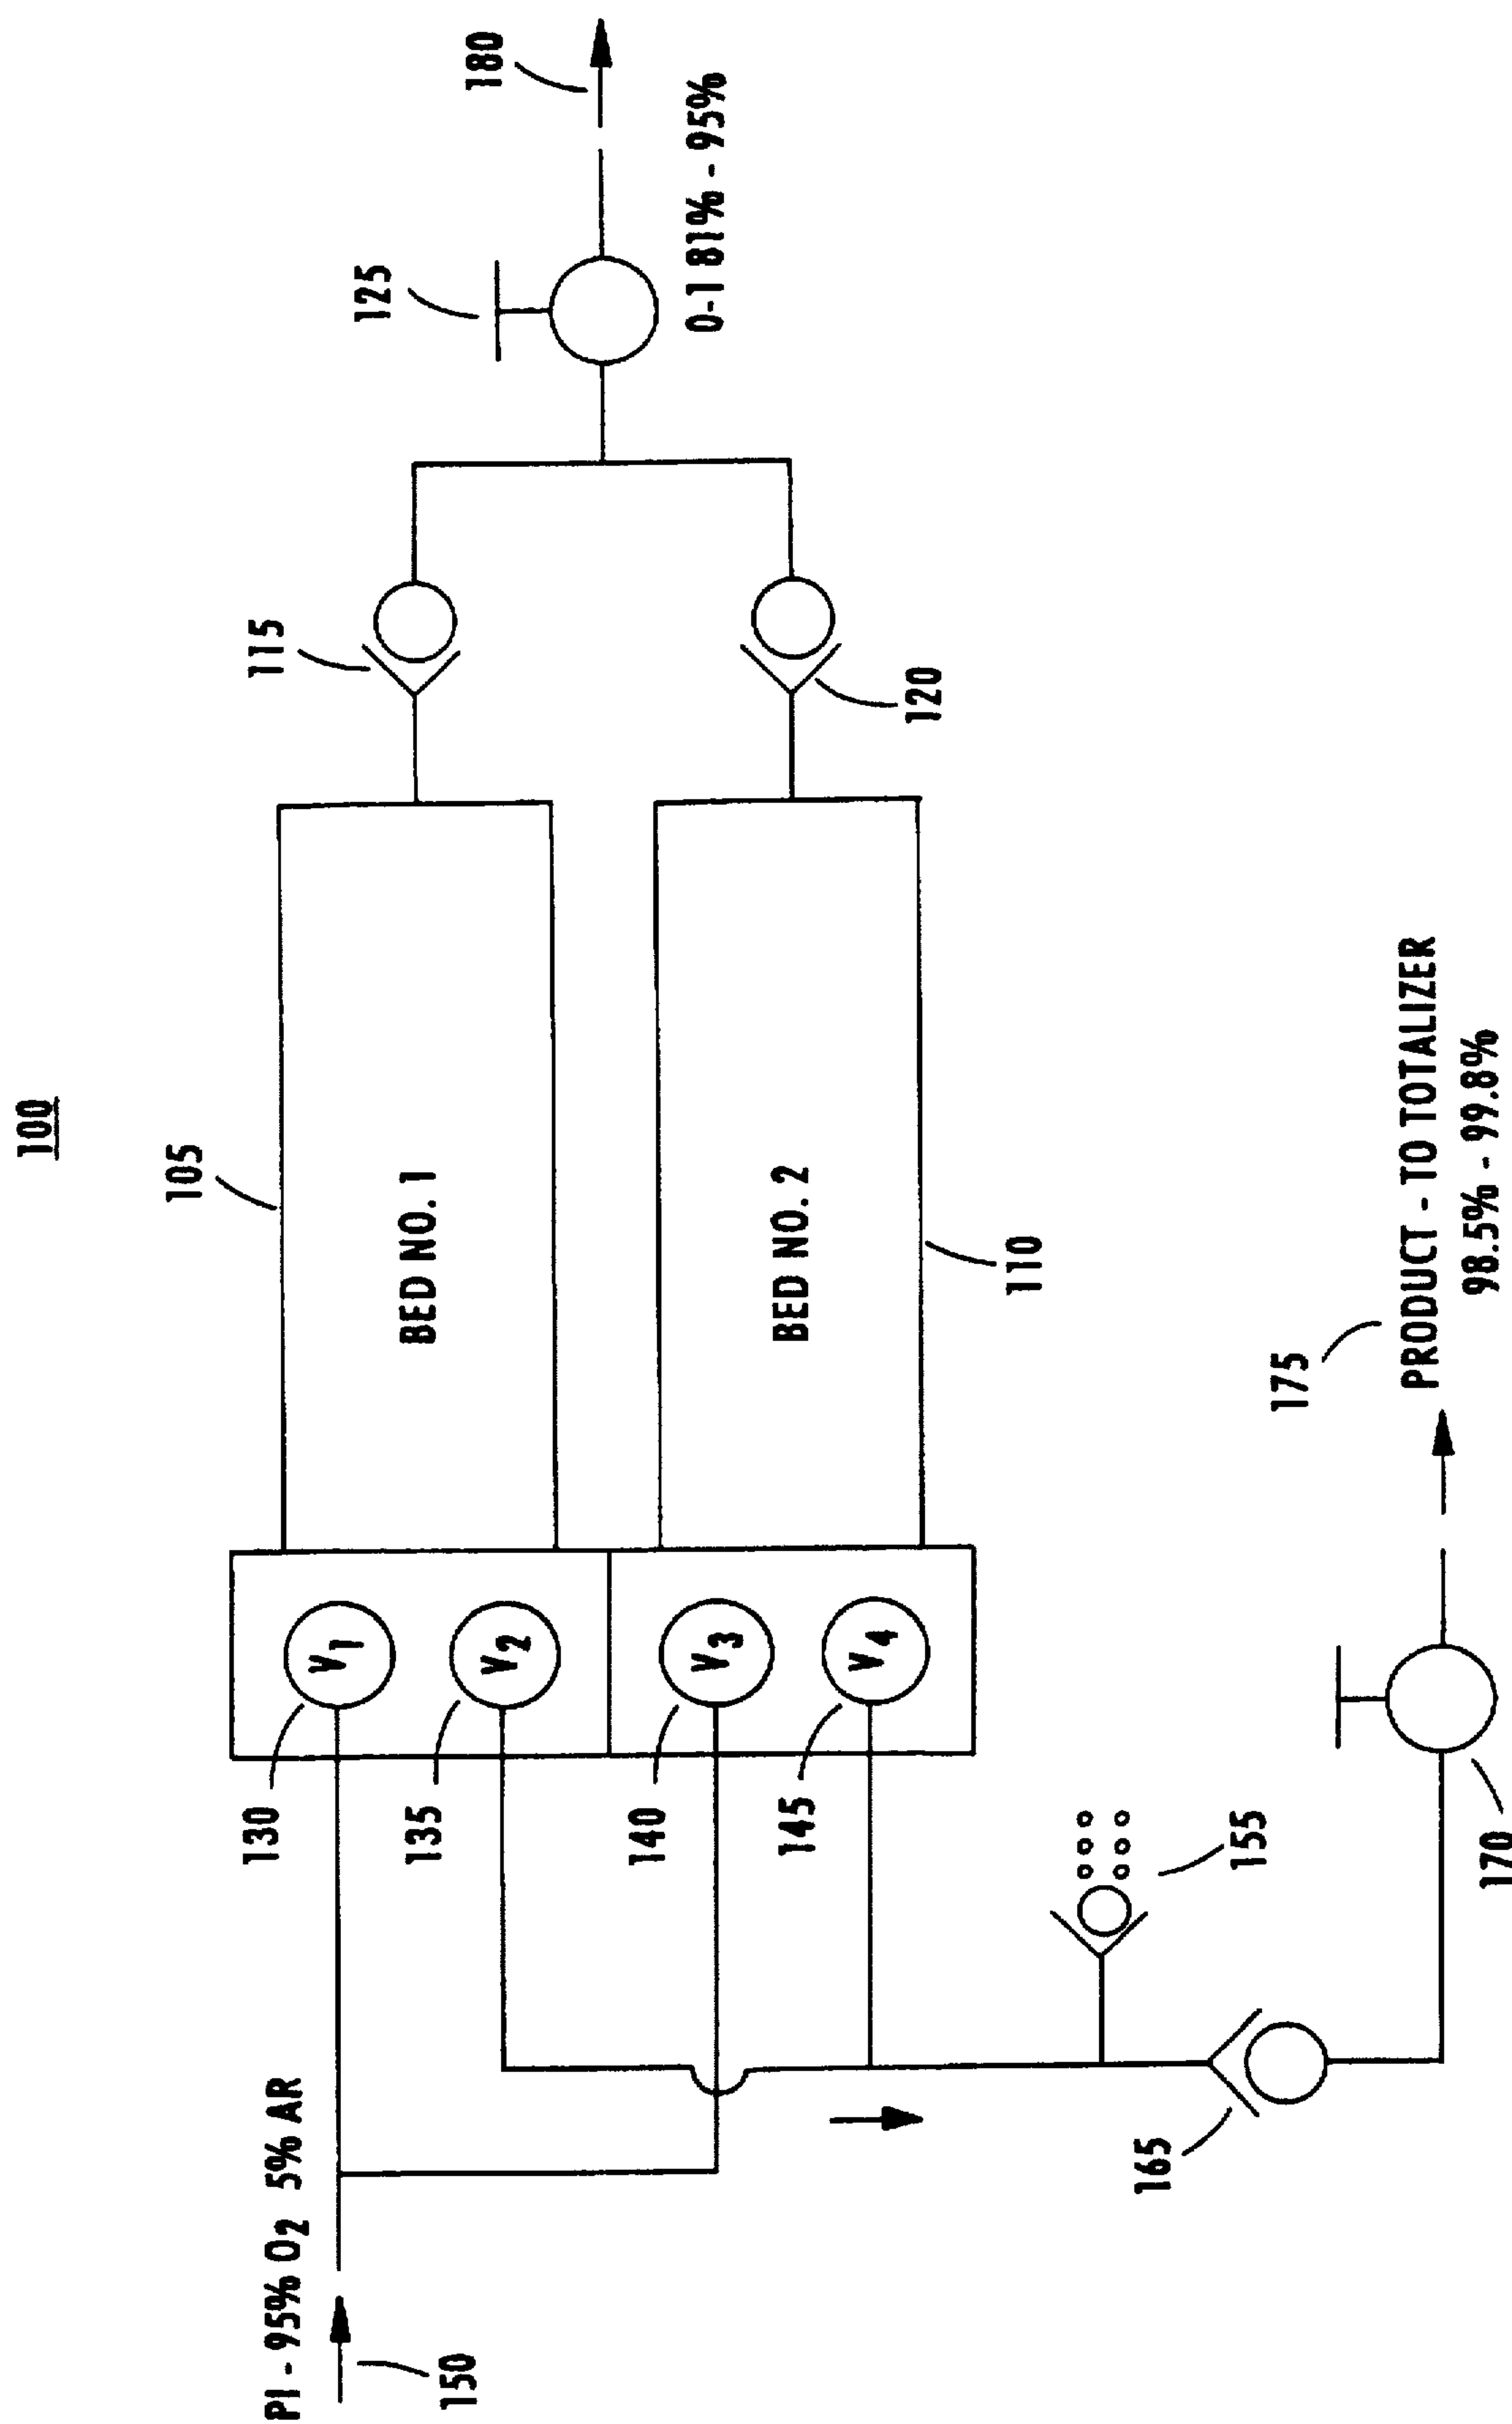 100
180
125
0-1 81% - 95%
115
120
105
BED NO. 1
BED NO. 2
110
V1
V2
V3
V4
130
135
140
145
155
PI - 95% O2 5% AR
150
165
170
175
PRODUCT - TO TOTALIZER
98.5% - 99.8%